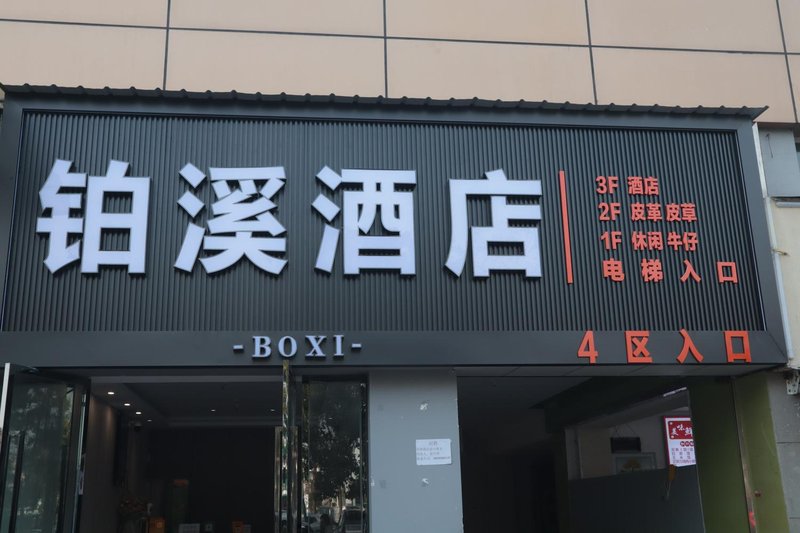 铂溪酒店
3F 酒店
2F 皮革皮草
1F 休闲牛仔
电梯入口
-BOXI-
4区入口